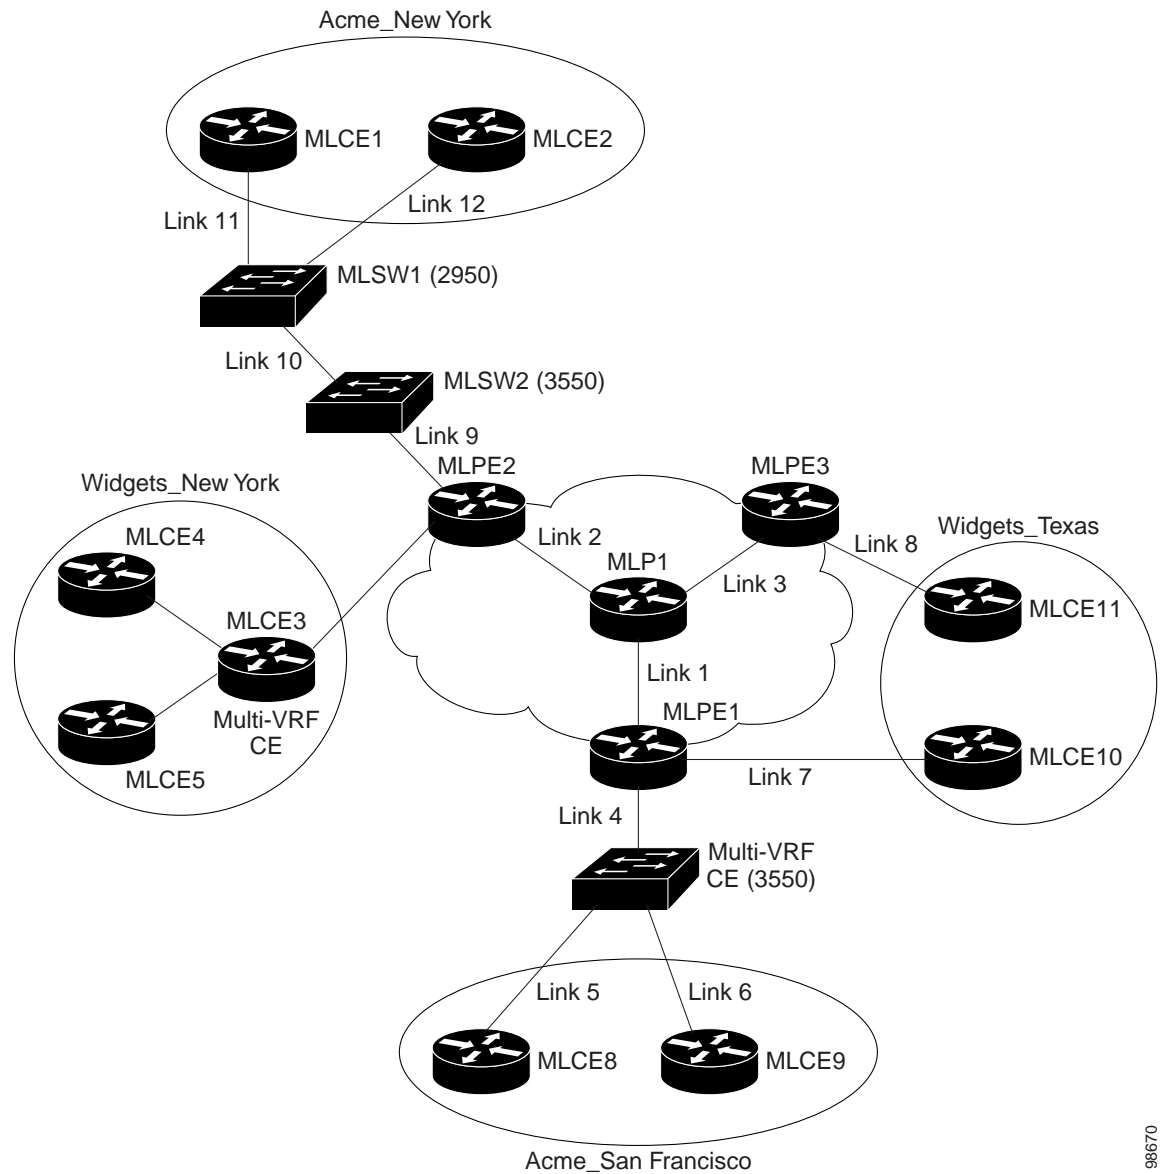 Acme_New York
MLCE1
MLCE2
Link 11
Link 12
MLSW1 (2950)
Link 10
MLSW2 (3550)
Link 9
MLPE2
MLPE3
Widgets_New York
Widgets_Texas
MLCE4
Link 2
Link 8
MLP1
Link 3
MLCE3
MLCE11
Link 1
Multi-VRF
CE
MLPE1
MLCE5
MLCE10
Link 7
Link 4
Multi-VRF
CE (3550)
Link 5
Link 6
MLCE8
MLCE9
Acme_San Francisco
98670